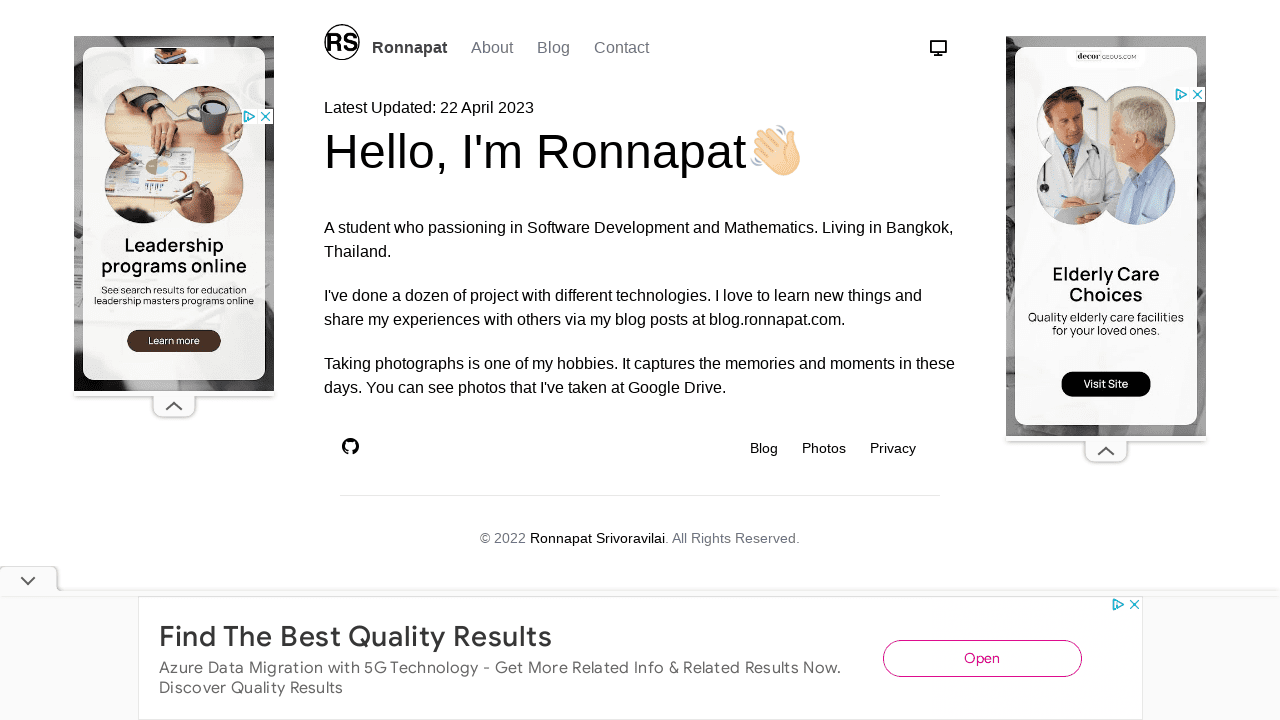 RS
Ronnapat
About
Blog
Contact
Latest Updated: 22 April 2023
Hello, I'm Ronnapat
A student who passioning in Software Development and Mathematics. Living in Bangkok,
Thailand.
I've done a dozen of project with different technologies. I love to learn new things and
share my experiences with others via my blog posts at blog.ronnapat.com.
Taking photographs is one of my hobbies. It captures the memories and moments in these
days. You can see photos that I've taken at Google Drive.
Blog
Photos
Privacy
© 2022 Ronnapat Srivoravilai. All Rights Reserved.
Leadership
programs online
See search results for education
leadership masters programs online
Learn more
Elderly Care
Choices
Quality elderly care facilities
for your loved ones.
Visit Site
Find The Best Quality Results
Azure Data Migration with 5G Technology - Get More Related Info & Related Results Now.
Discover Quality Results
Open